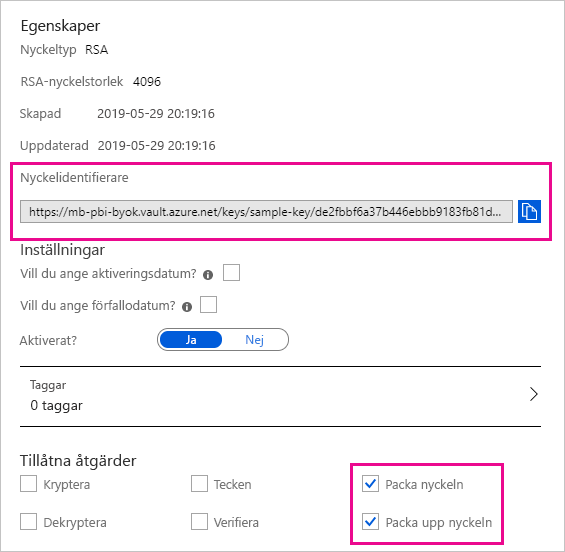 Egenskaper
Nyckeltyp RSA
RSA-nyckelstorlek 4096
Skapad 2019-05-29 20:19:16
Uppdaterad 2019-05-29 20:19:16
Nyckelidentifierare
https://mb-pbi-byok.vault.azure.net/keys/sample-key/de2fbbf6a37b446ebbb9183fb81d...
Inställningar
Vill du ange aktiveringsdatum?
Vill du ange förfallodatum?
Aktiverat? Ja Nej
Taggar
0 taggar
Tillåtna åtgärder
Kryptera Tecken Packa nyckeln
Dekryptera Verifiera Packa upp nyckeln